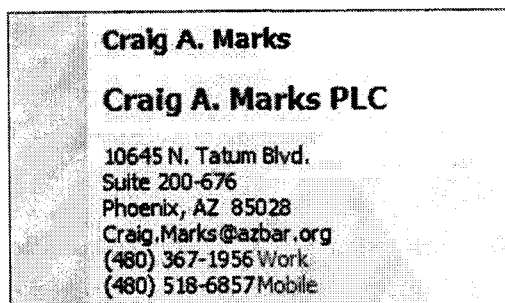 Craig A. Marks
Craig A. Marks PLC
10645 N. Tatum Blvd.
Suite 200-676
Phoenix, AZ 85028
Craig.Marks@azbar.org
(480) 367-1956 Work
(480) 518-6857 Mobile